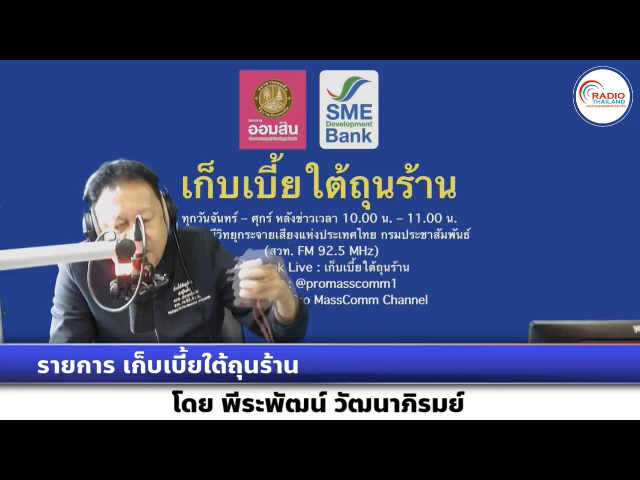 RADIO
THAILAND
ออมสิน
SME
Development
Bank
เก็บเบี้ยใต้ถุนร้าน
ทุกวันจันทร์ – ศุกร์ หลังข่าวเวลา 10.00 น. – 11.00 น.
วิทยุกระจายเสียงแห่งประเทศไทย กรมประชาสัมพันธ์
(สวท. FM 92.5 MHz)
Live : เก็บเบี้ยใต้ถุนร้าน
: @promasscomm1
MassComm Channel
รายการ เก็บเบี้ยใต้ถุนร้าน
โดย พีระพัฒน์ วัฒนาภิรมย์